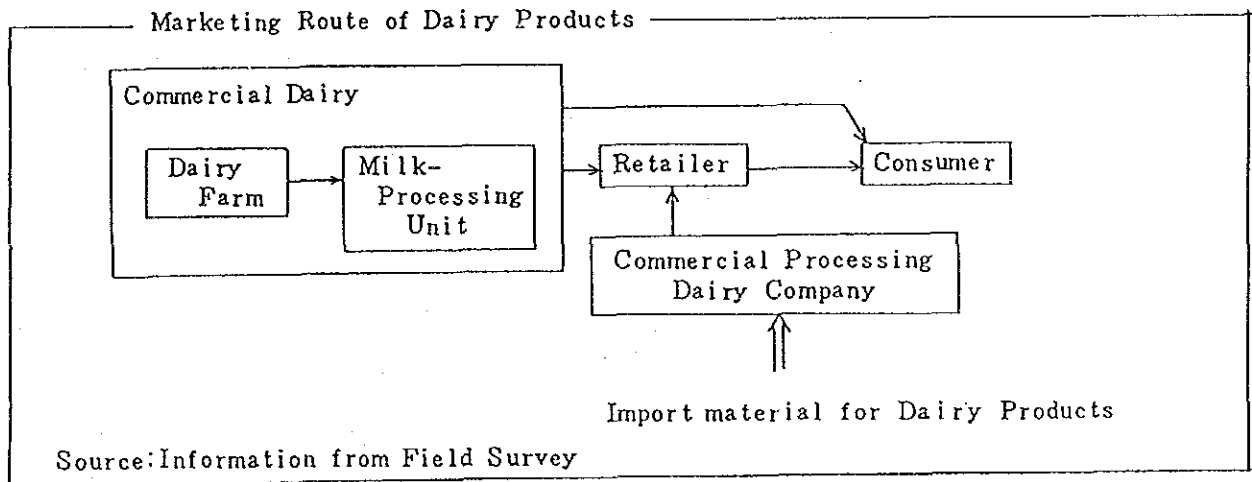 Marketing Route of Dairy Products
Commercial Dairy
Dairy
Farm
Milk-
Processing
Unit
Retailer
Consumer
Commercial Processing
Dairy Company
Import material for Dairy Products
Source:Information from Field Survey